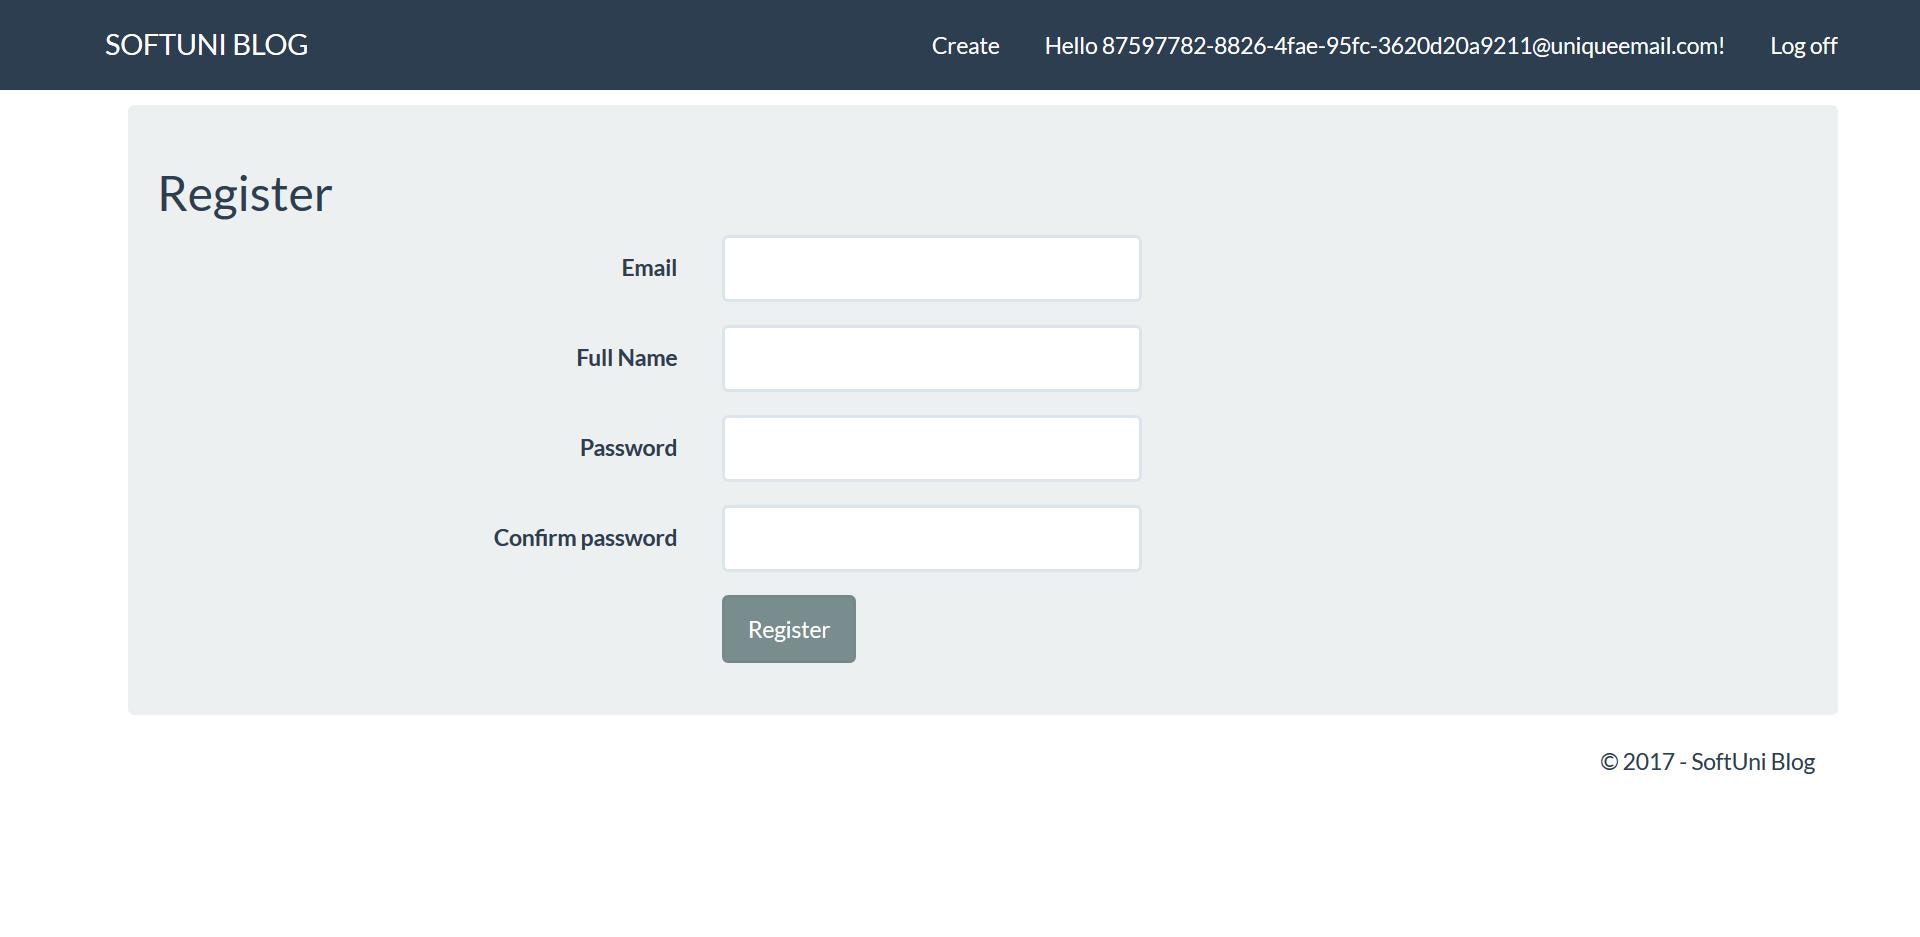 SOFTUNI BLOG
Create Hello 87597782-8826-4fae-95fc-3620d20a9211@uniqueemail.com! Log off
Register
Email
Full Name
Password
Confirm password
Register
© 2017 - SoftUni Blog